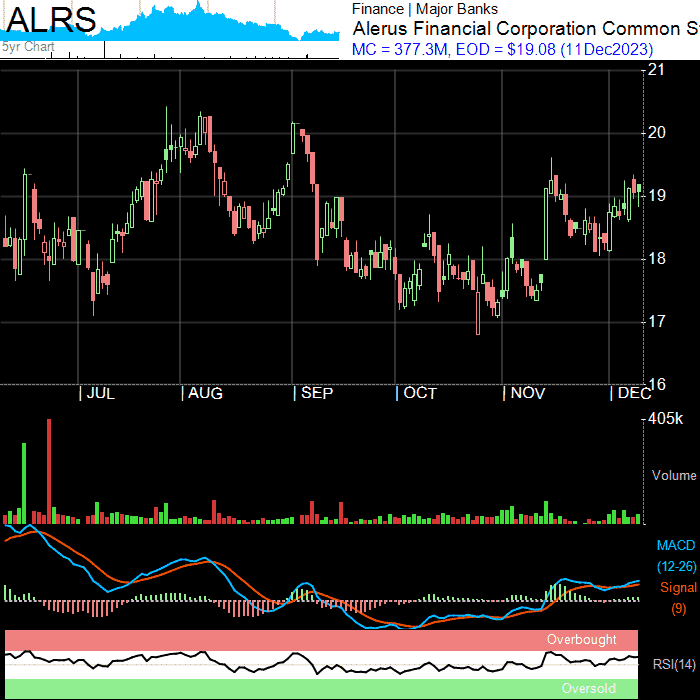 ALRS
5yr Chart
Finance | Major Banks
Alerus Financial Corporation Common S
MC = 377.3M, EOD = $19.08 (11Dec2023)
21
20
19
18
17
16
| JUL | AUG | SEP | OCT | NOV | DEC
405k
Volume
MACD
(12-26)
Signal
(9)
Overbought
RSI(14)
Oversold